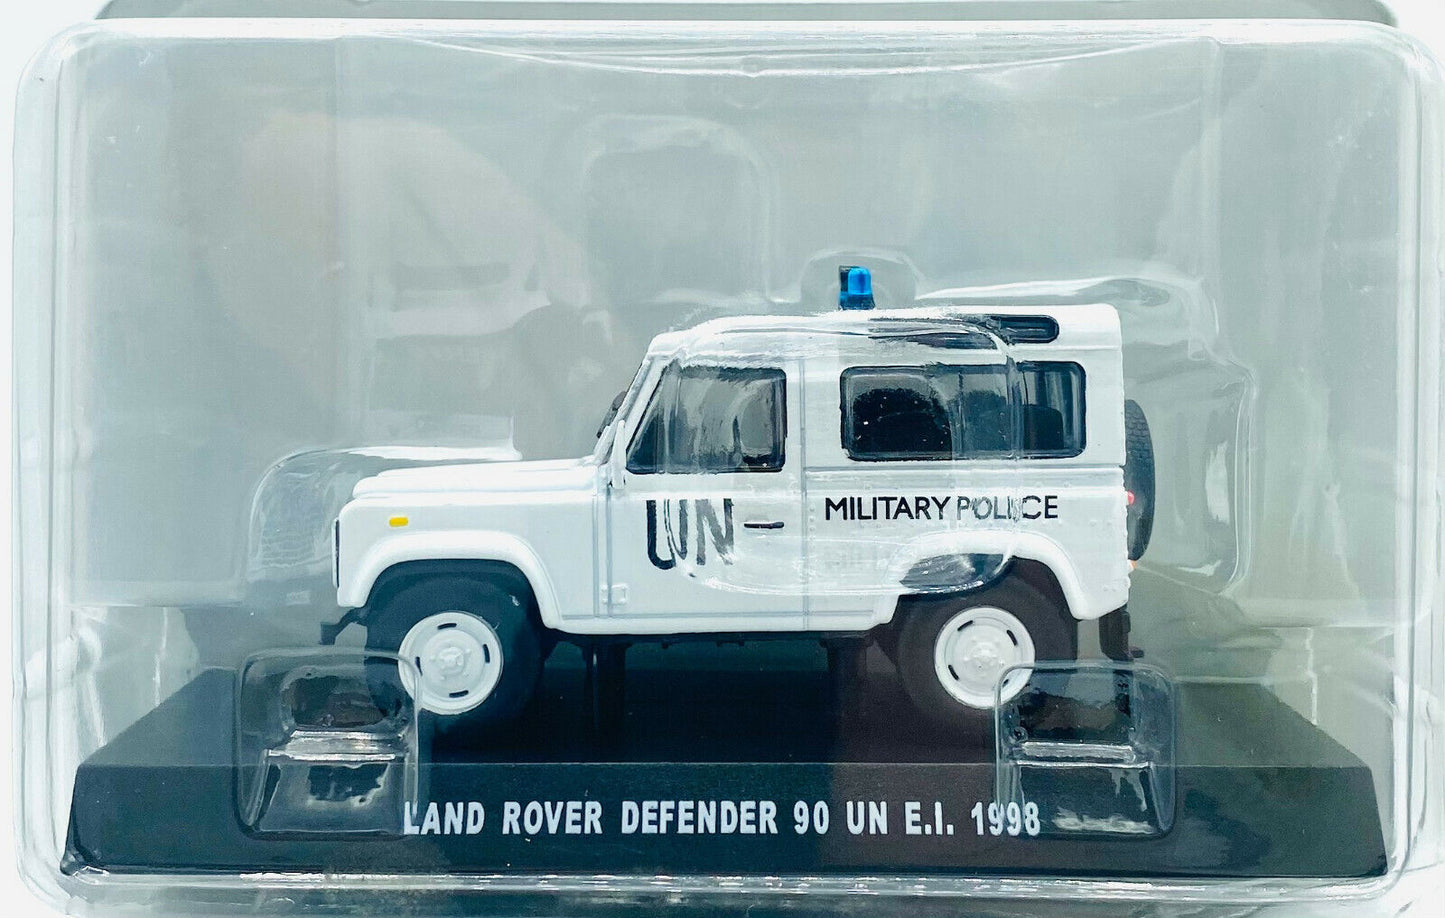 UN
MILITARY POLICE
LAND ROVER DEFENDER 90 UN E.I. 1998